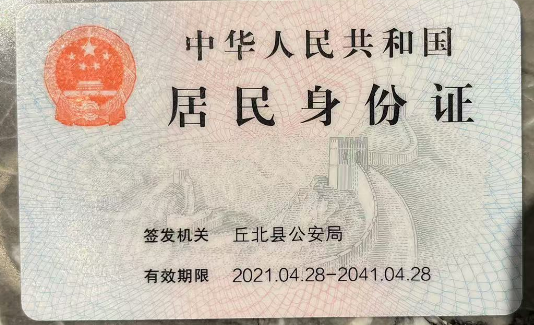 中华人民共和国
居民身份证
签发机关 丘北县公安局
有效期限 2021.04.28-2041.04.28